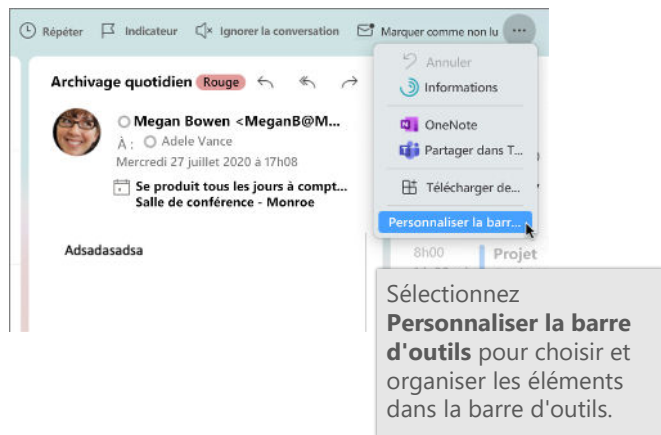 Répéter Indicateur Ignorer la conversation Marquer comme non lu
Annuler
Informations
OneNote
Partager dans T...
Télécharger de...
Personnaliser la barr...
Archivage quotidien Rouge
Megan Bowen <MeganB@M...
À : Adele Vance
Mercredi 27 juillet 2020 à 17h08
Se produit tous les jours à compt...
Salle de conférence - Monroe
Adsadasadsa
8h00 Projet
Sélectionnez
Personnaliser la barre
d'outils pour choisir et
organiser les éléments
dans la barre d'outils.